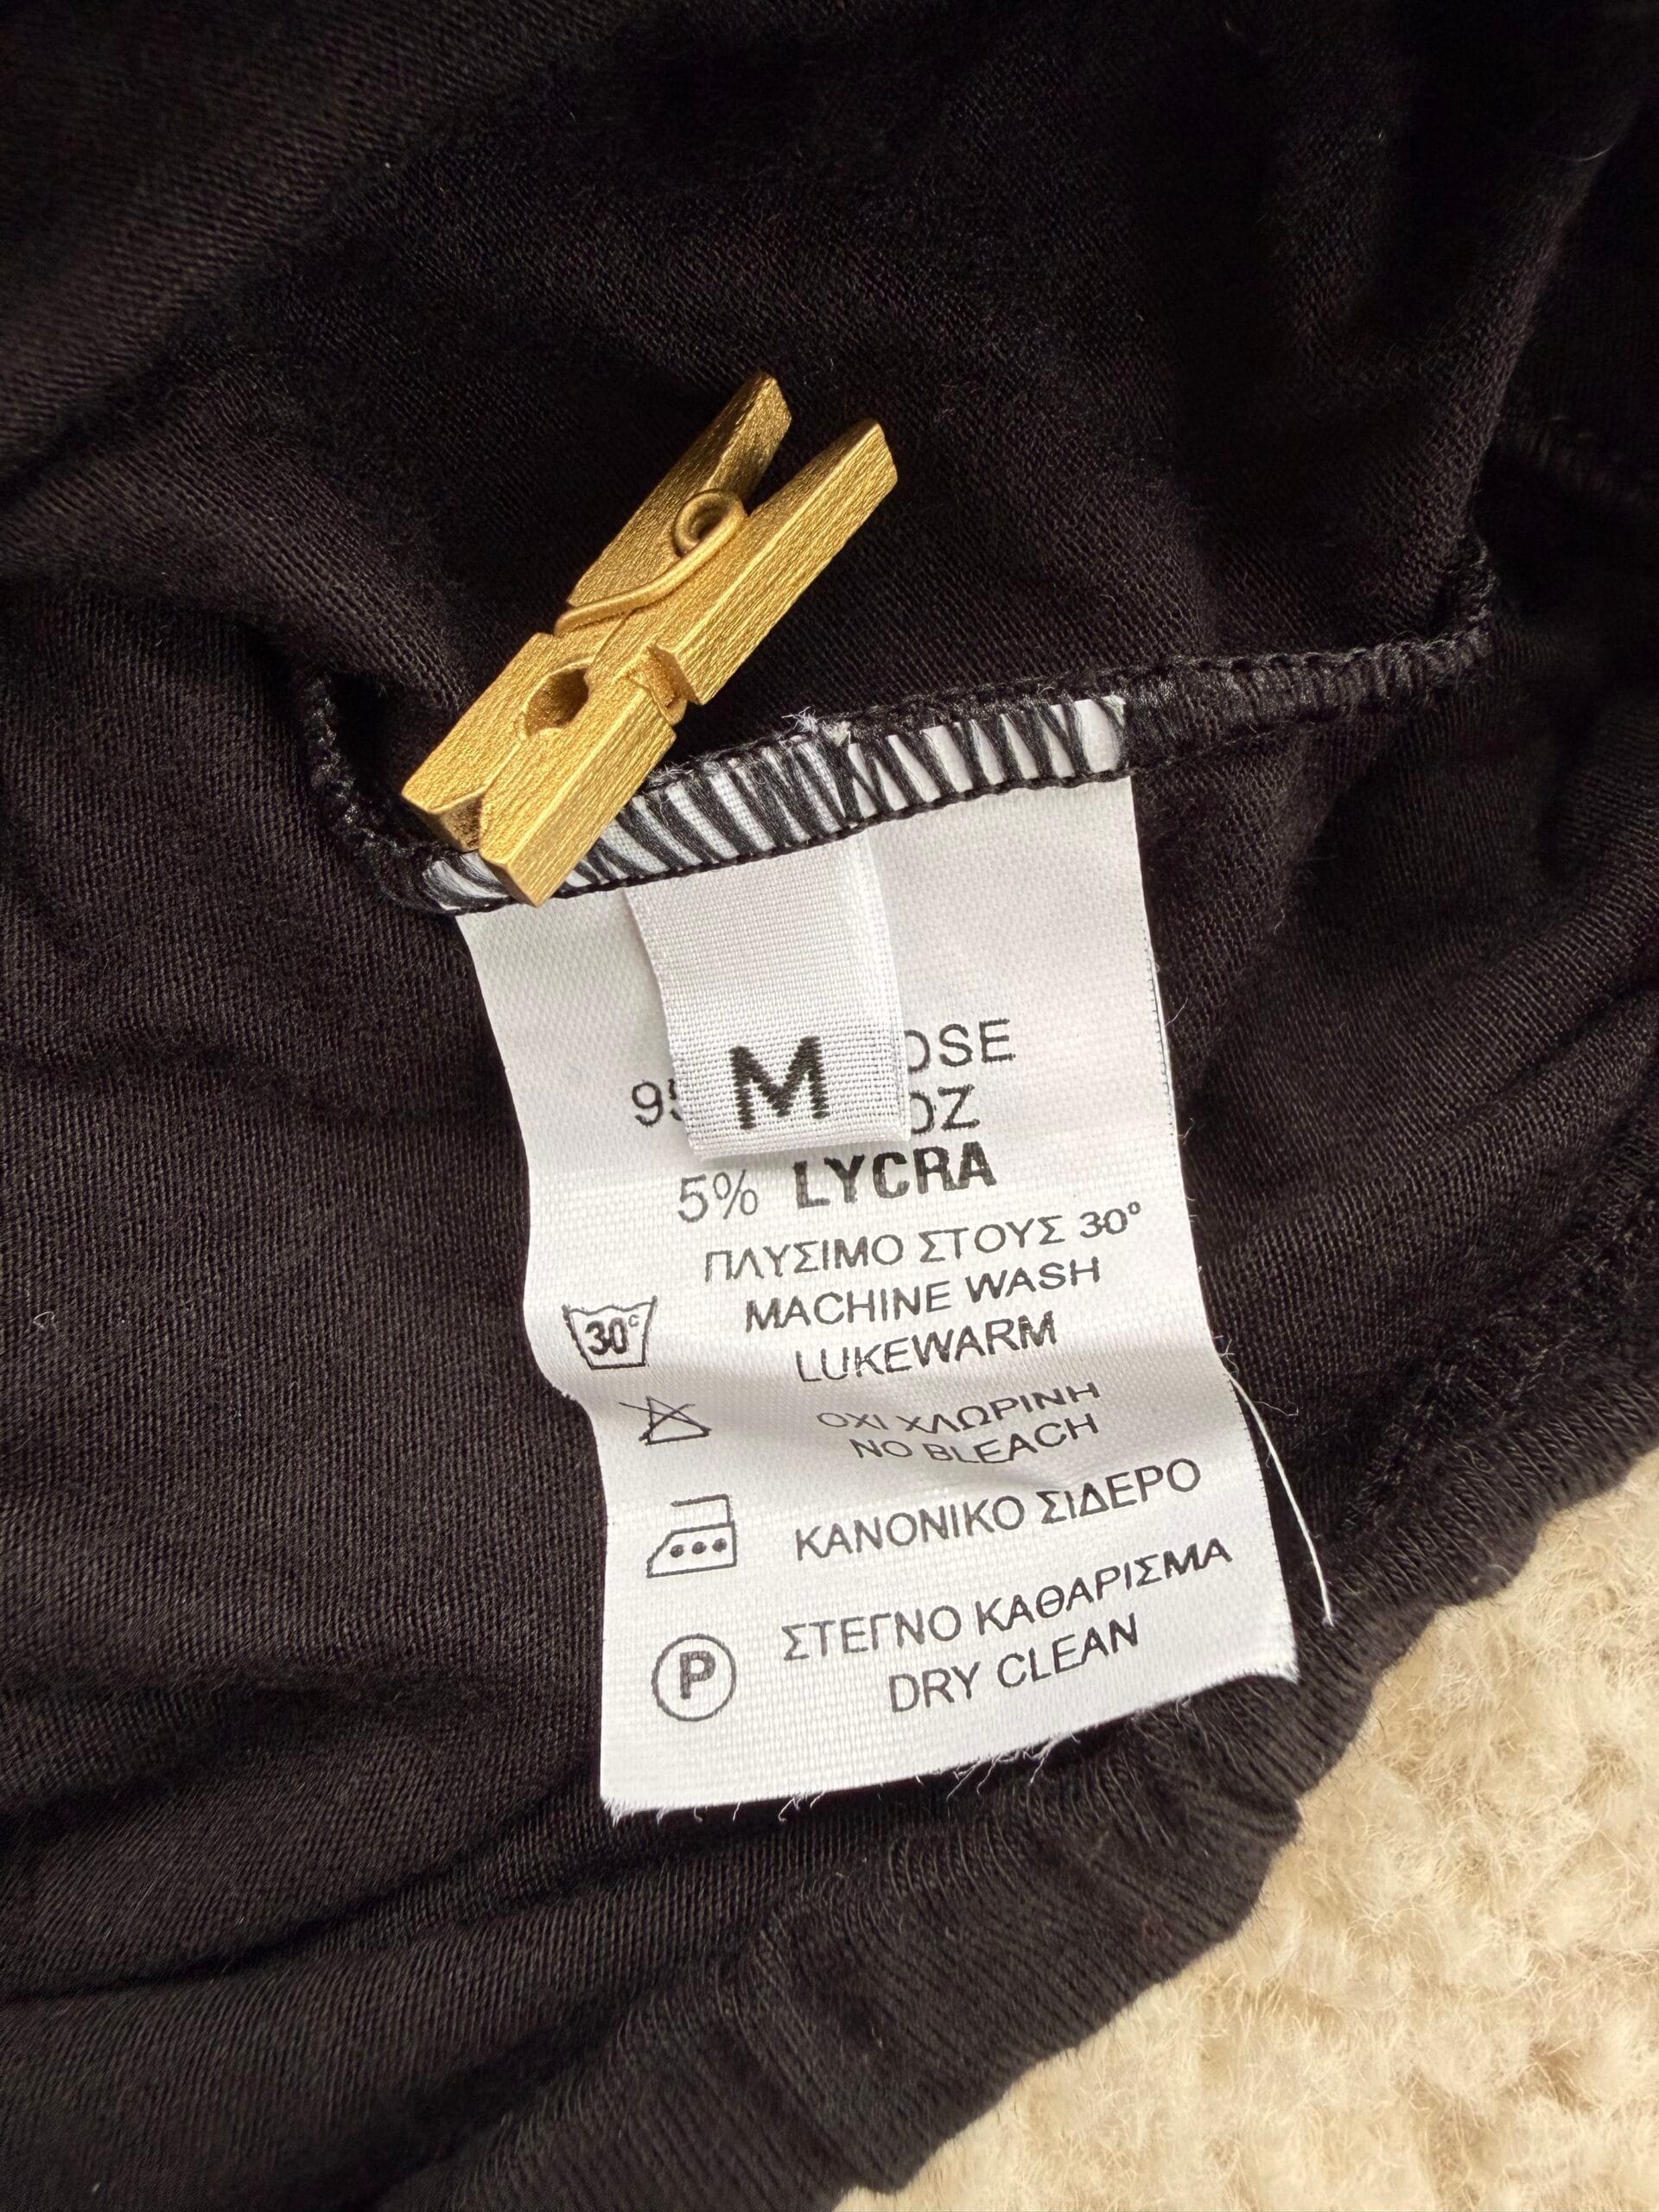 M
5% LYCRA
ΠΛΥΣΙΜΟ ΣΤΟΥΣ 30°
MACHINE WASH
LUKEWARM
30°C
ΟΧΙ ΧΛΩΡΙΝΗ
NO BLEACH
ΚΑΝΟΝΙΚΟ ΣΙΔΕΡΟ
ΣΤΕΓΝΟ ΚΑΘΑΡΙΣΜΑ
DRY CLEAN
P